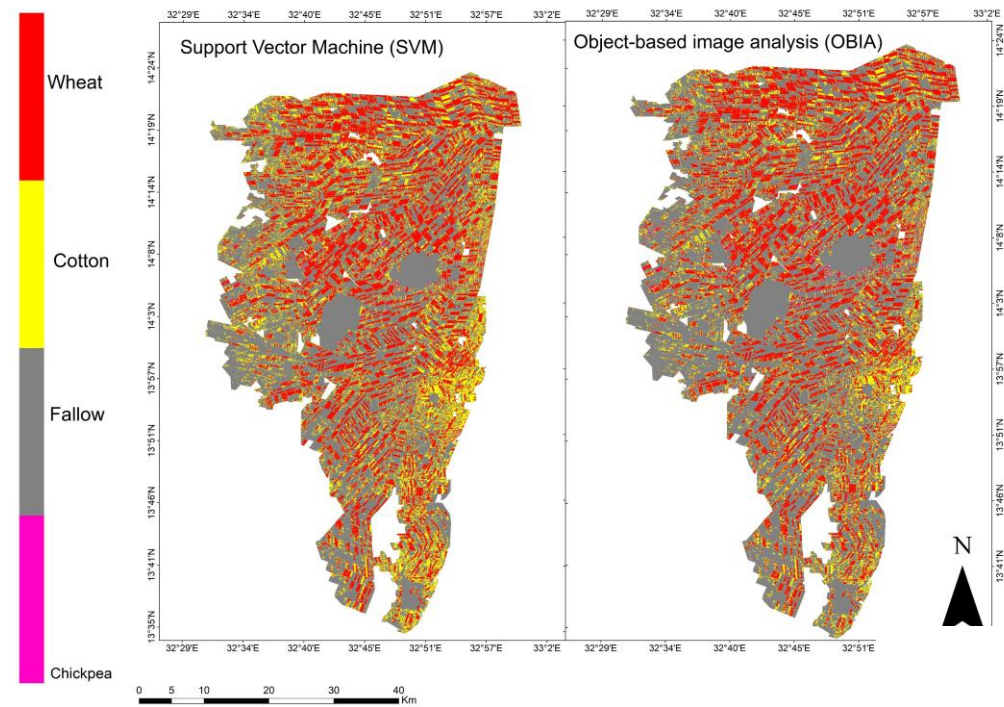 32°29'E 32°34'E 32°40'E 32°45'E 32°51'E 32°57'E 33°2'E
32°29'E 32°34'E 32°40'E 32°45'E 32°51'E 32°57'E 33°2'E
Support Vector Machine (SVM)
Object-based image analysis (OBIA)
Wheat
Cotton
Fallow
Chickpea
14°24'N
14°19'N
14°14'N
14°8'N
14°3'N
13°57'N
13°51'N
13°46'N
13°41'N
13°35'N
14°24'N
14°19'N
14°14'N
14°8'N
14°3'N
13°57'N
13°51'N
13°46'N
13°41'N
N
32°29'E 32°34'E 32°40'E 32°45'E 32°51'E 32°57'E 33°2'E
32°29'E 32°34'E 32°40'E 32°45'E 32°51'E
0 5 10 20 30 40
Km